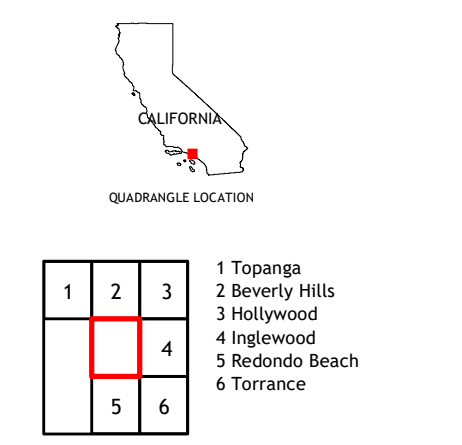 CALIFORNIA
QUADRANGLE LOCATION
1 2 3
4
5 6
1 Topanga
2 Beverly Hills
3 Hollywood
4 Inglewood
5 Redondo Beach
6 Torrance